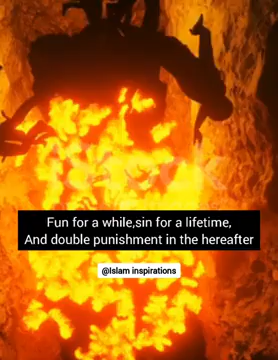 Fun for a while,sin for a lifetime,
And double punishment in the hereafter
@Islam inspirations